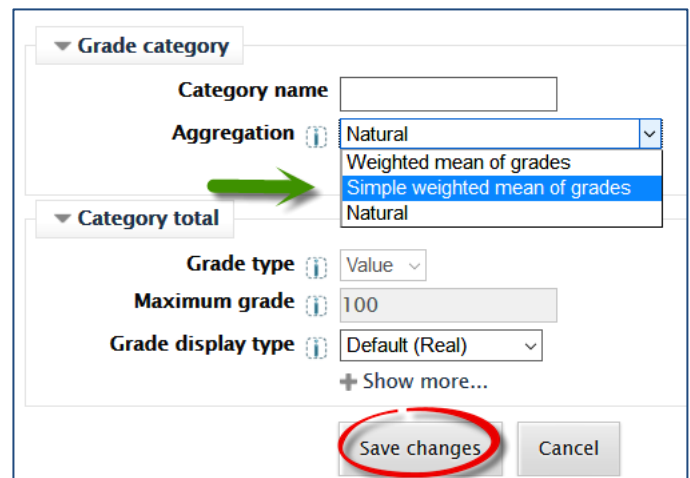 Grade category
Category name
Aggregation Natural
Weighted mean of grades
Simple weighted mean of grades
Natural
Category total
Grade type Value
Maximum grade 100
Grade display type Default (Real)
Show more...
Save changes Cancel